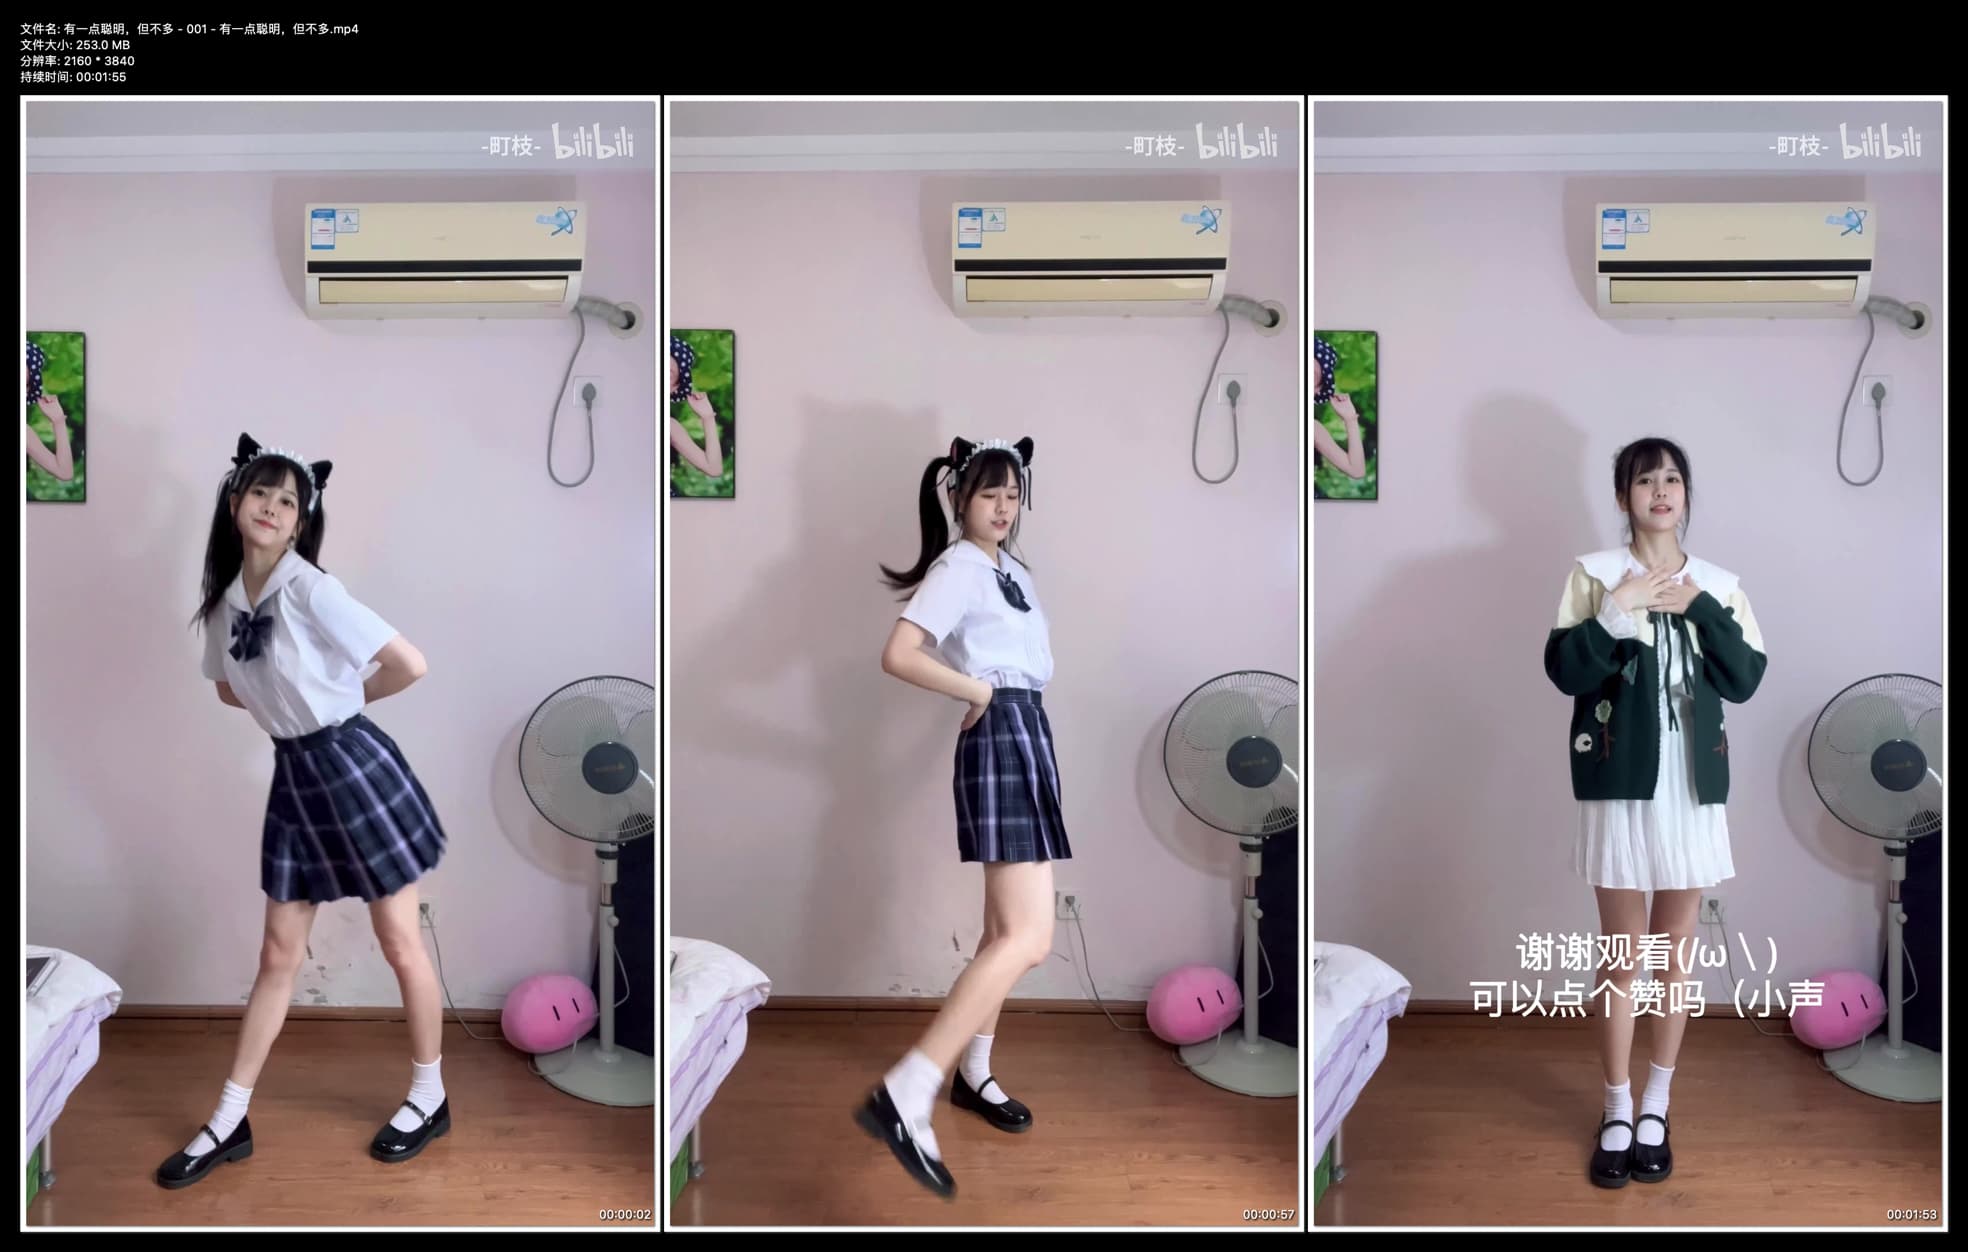 文件名: 有一点聪明，但不多 - 001 - 有一点聪明，但不多.mp4
文件大小: 253.0 MB
分辨率: 2160 * 3840
持续时间: 00:01:55
-町枝- bilibili
-町枝- bilibili
-町枝- bilibili
谢谢观看(/ω＼)
可以点个赞吗（小声
00:00:02
00:00:57
00:01:53